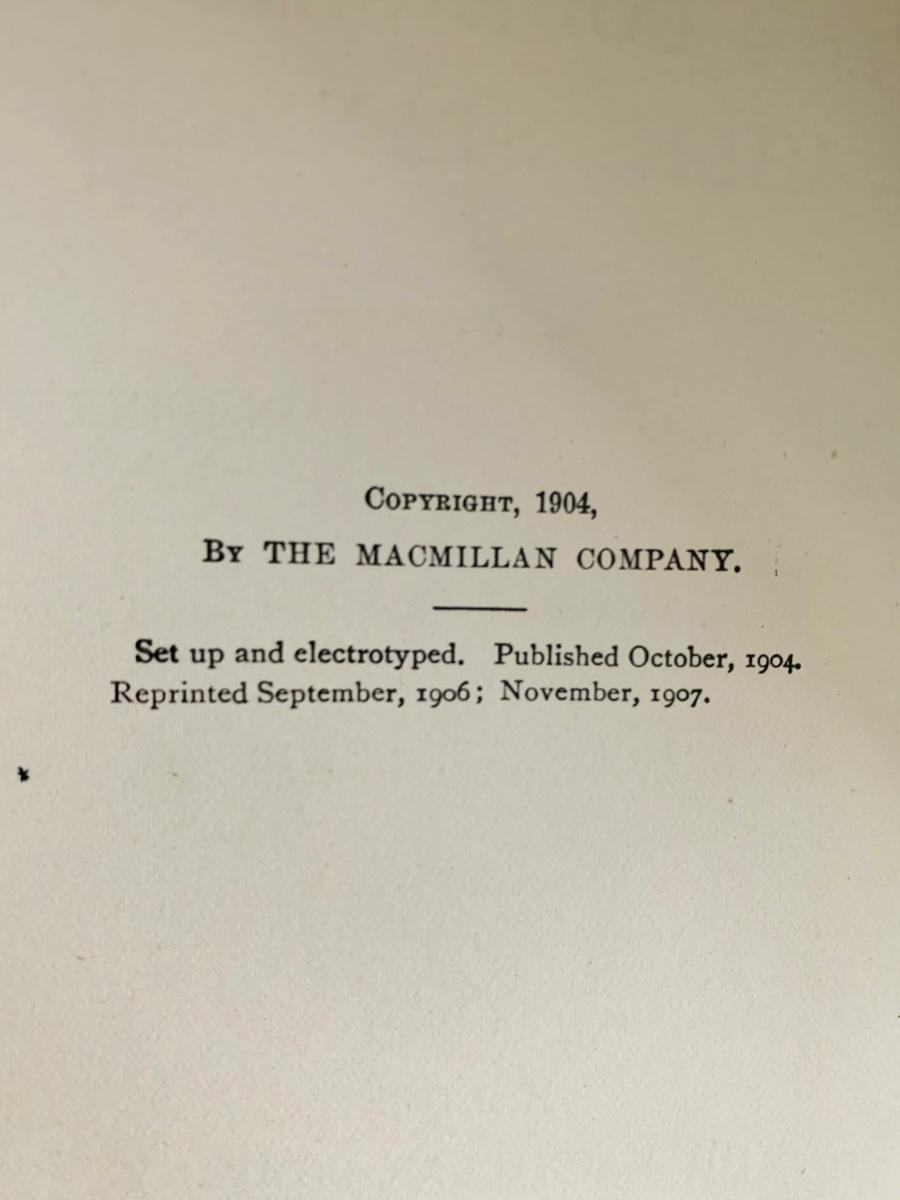 Copyright, 1904,
By THE MACMILLAN COMPANY.
Set up and electrotyped. Published October, 1904.
Reprinted September, 1906; November, 1907.